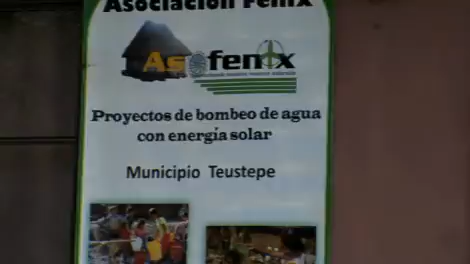 Asociación Fenix
Asofenix
Proyectos de bombeo de agua
con energía solar
Municipio Teustepe